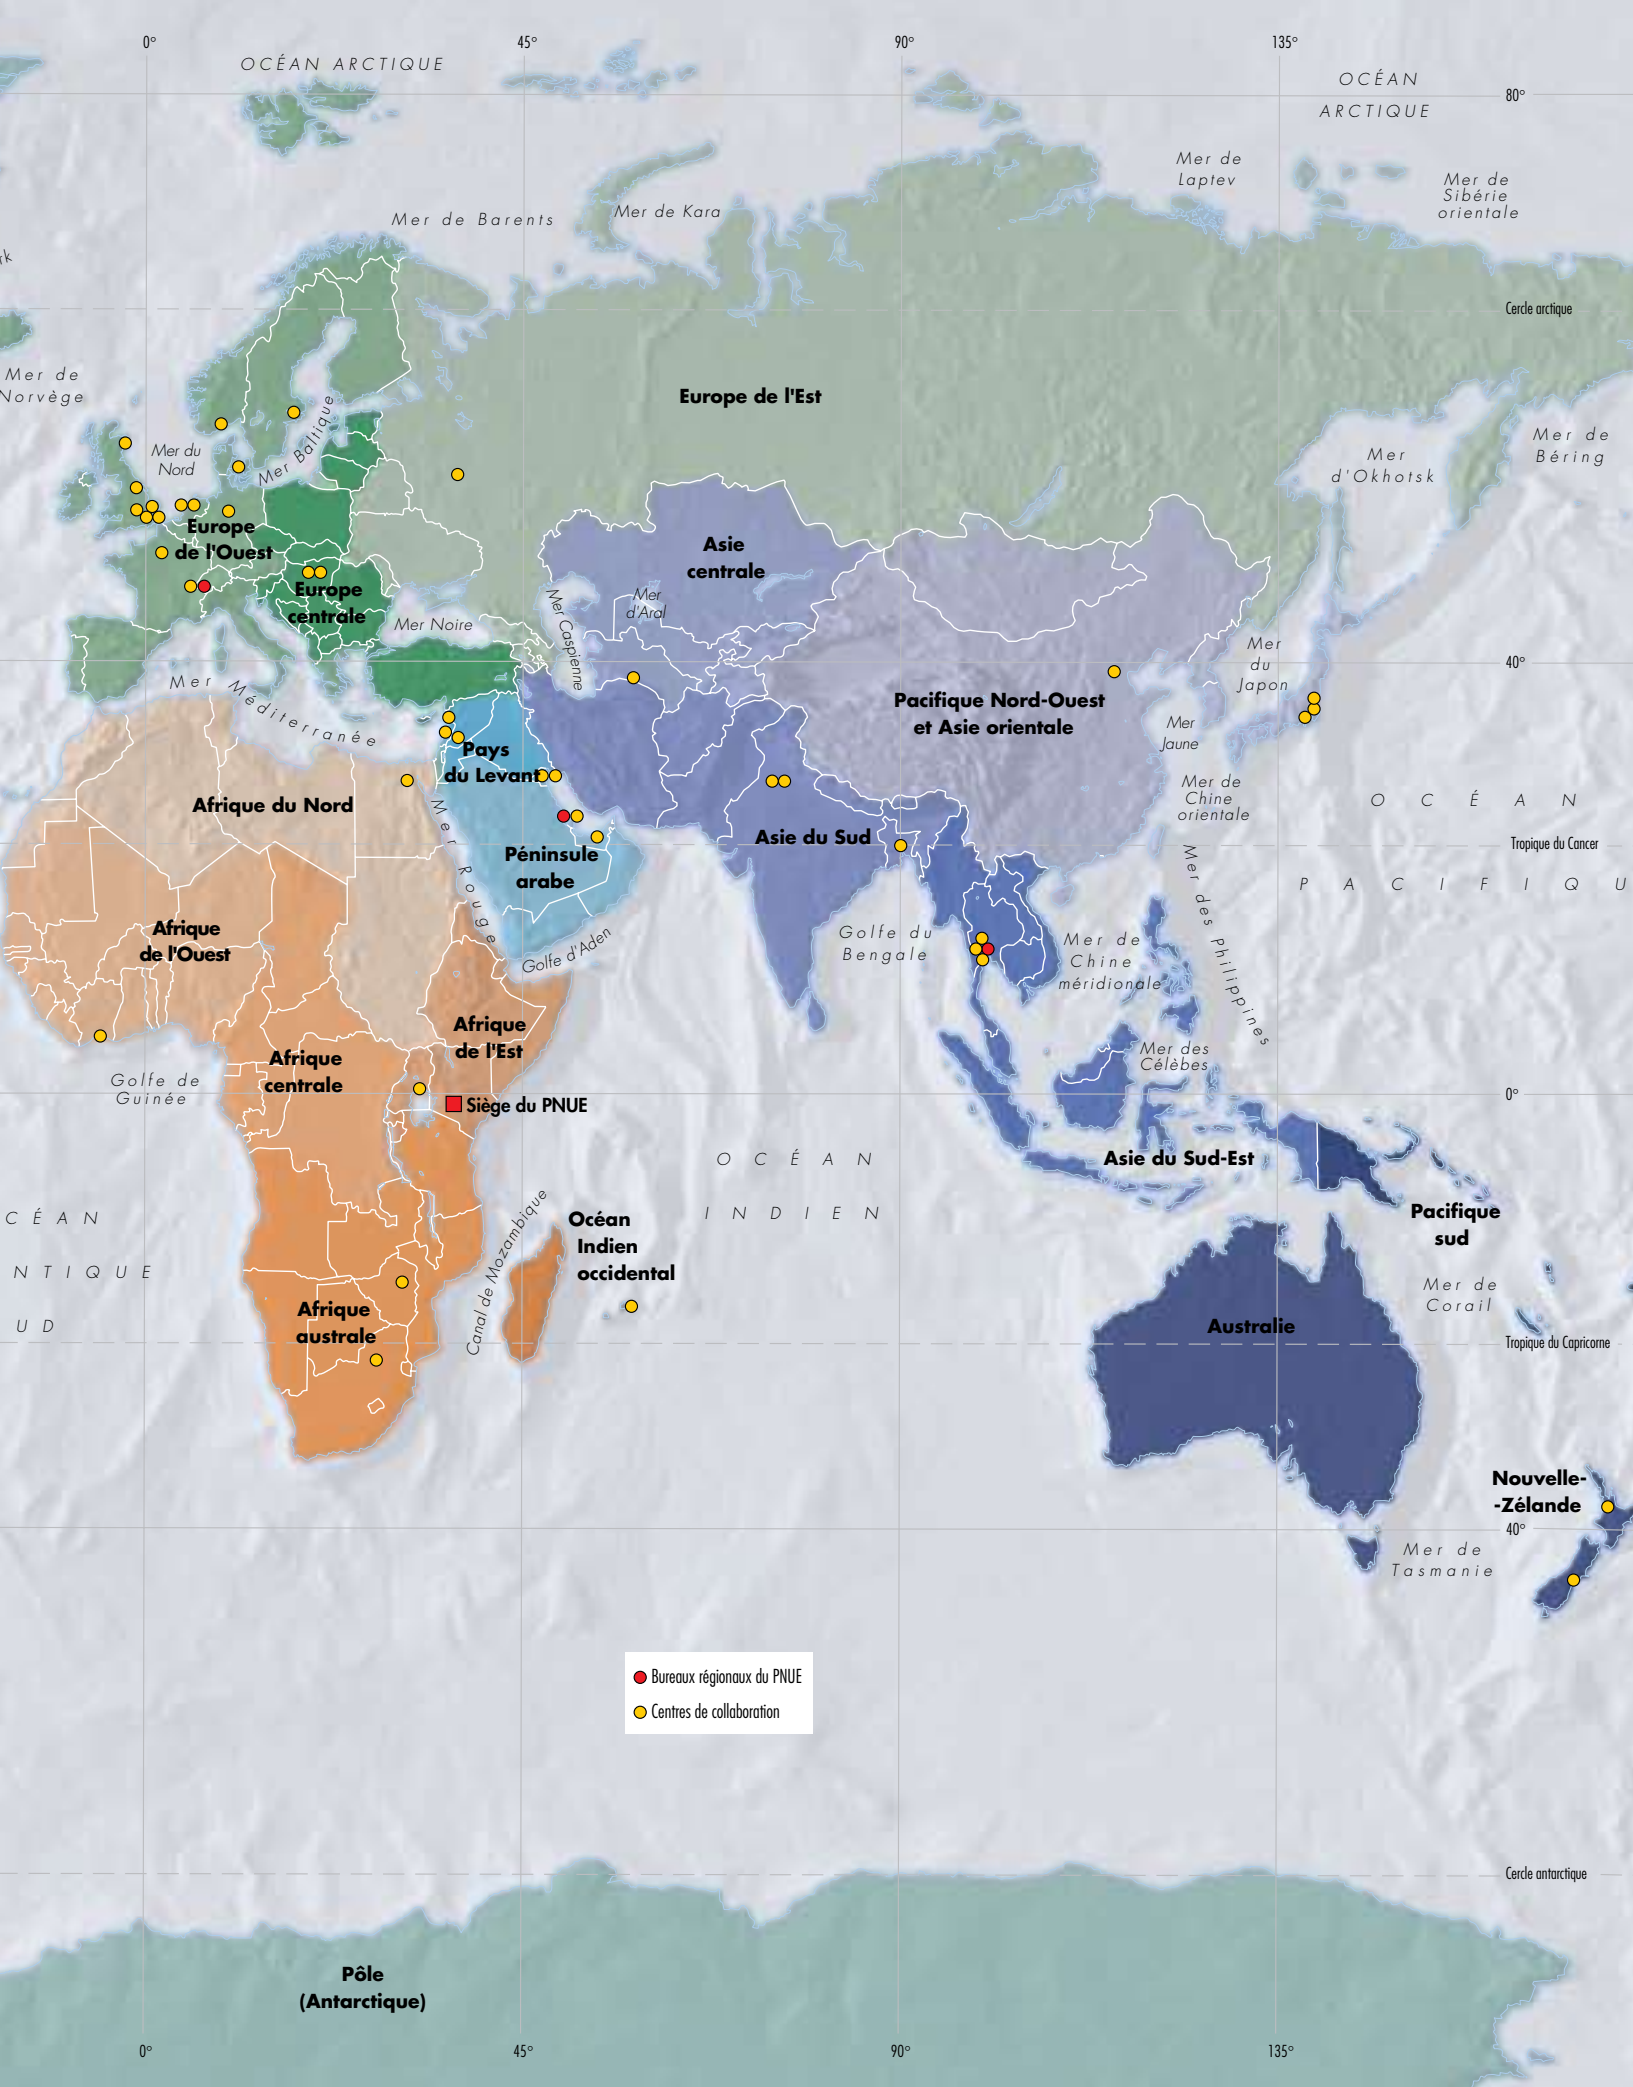 0°
45°
90°
135°
OCÉAN ARCTIQUE
OCÉAN
ARCTIQUE
80°
Mer de
Laptev
Mer de
Sibérie
orientale
Mer de Barents
Mer de Kara
rk
Cercle arctique
Mer de
Norvège
Europe de l'Est
Mer Baltique
Mer du
Nord
Mer
d'Okhotsk
Mer de
Béring
Europe
de l'Ouest
Asie
centrale
Europe
centrale
Mer Noire
Mer Caspienne
Mer
d'Aral
Mer
du
Japon
40°
Mer Méditerranée
Pacifique Nord-Ouest
et Asie orientale
Mer
Jaune
Pays
du Levant
Mer de
Chine
orientale
Afrique du Nord
OCÉAN
Mer Rouge
Asie du Sud
Péninsule
arabe
Tropique du Cancer
PACIFIQU
Mer des Philippines
Afrique
de l'Ouest
Golfe d'Aden
Golfe du
Bengale
Mer de
Chine
méridionale
Afrique
de l'Est
Afrique
centrale
Mer des
Célèbes
Golfe de
Guinée
Siège du PNUE
0°
OCÉAN
INDIEN
Asie du Sud-Est
CÉAN
NTIQUE
UD
Canal de Mozambique
Océan
Indien
occidental
Pacifique
sud
Mer de
Corail
Afrique
australe
Australie
Tropique du Capricorne
Nouvelle-
-Zélande
40°
Mer de
Tasmanie
Bureaux régionaux du PNUE
Centres de collaboration
Cercle antarctique
Pôle
(Antarctique)
0°
45°
90°
135°